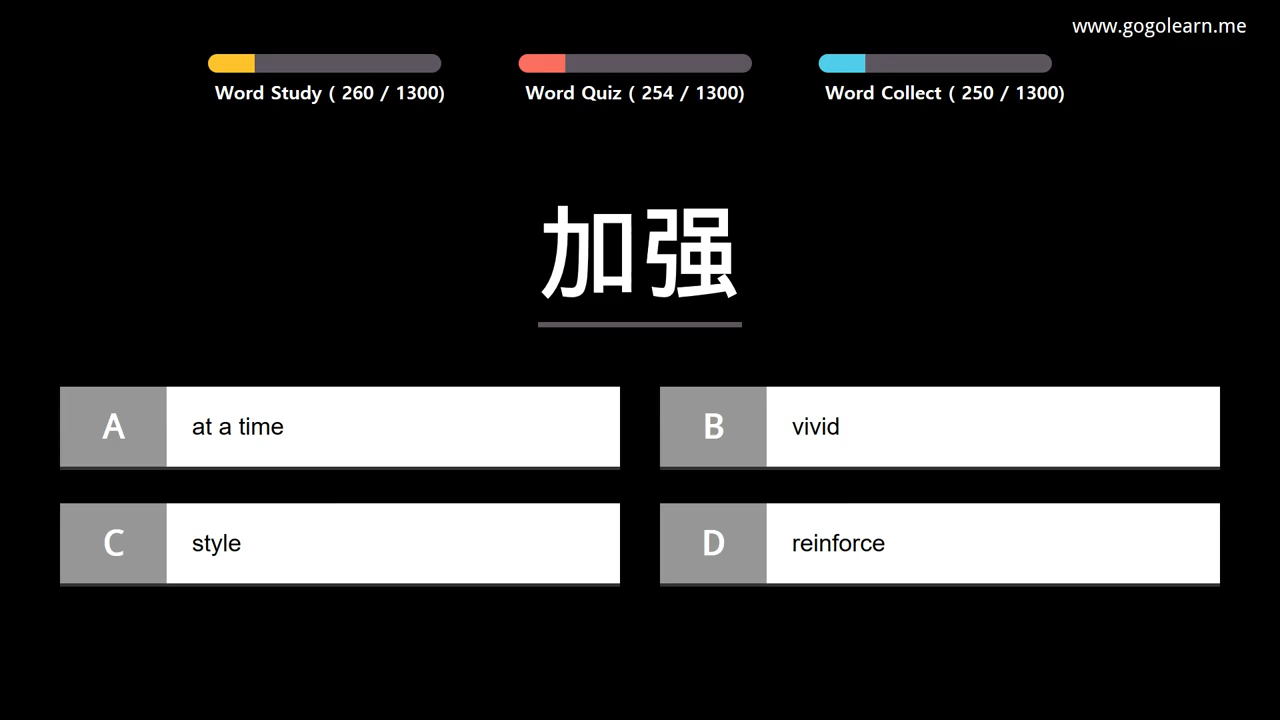 www.gogolearn.me
Word Study ( 260 / 1300)
Word Quiz ( 254 / 1300)
Word Collect ( 250 / 1300)
加强
A at a time
B vivid
C style
D reinforce